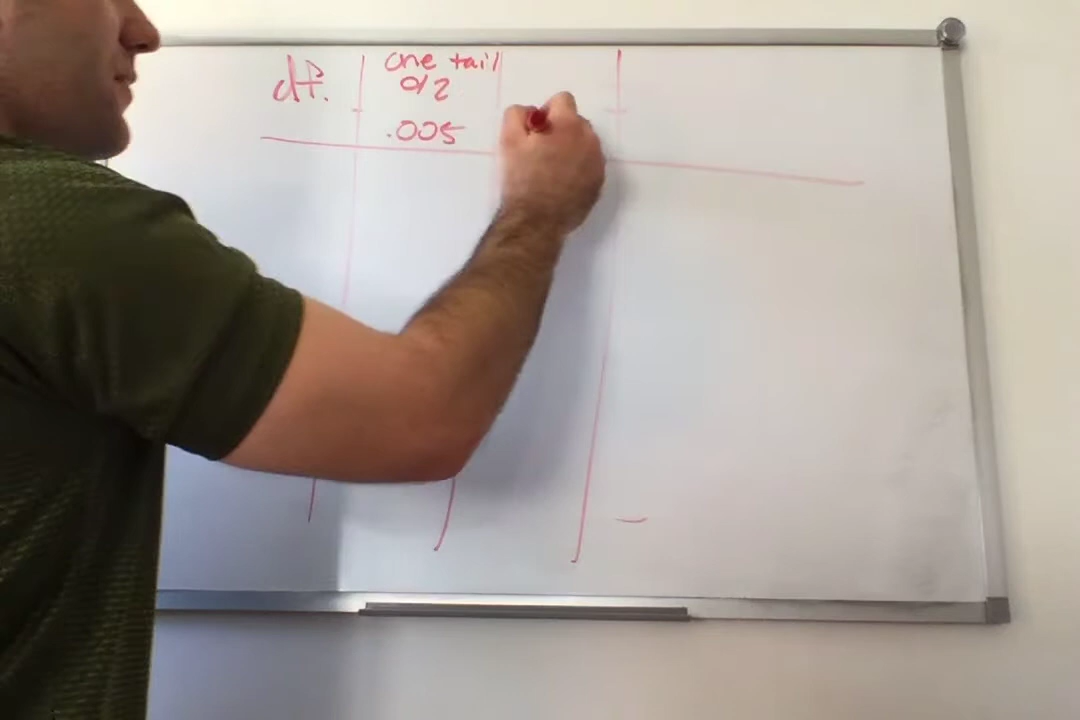 df.
one tail
α/2
.005